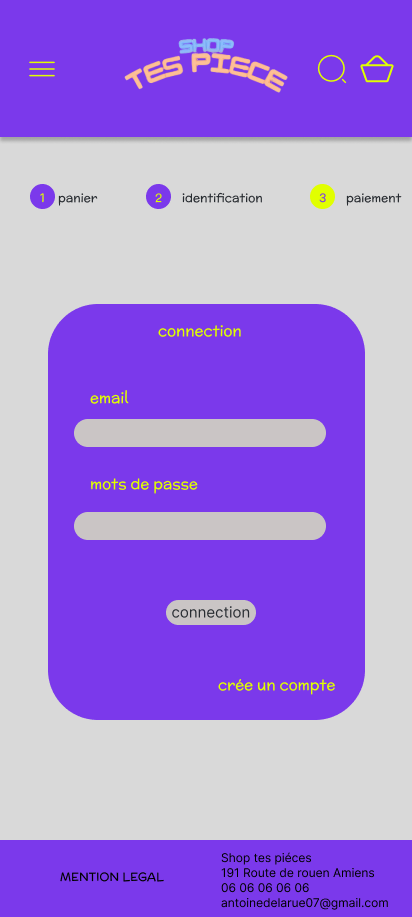 SHOP
TES PIECE
1 panier 2 identification 3 paiement
connection
email
mots de passe
connection
crée un compte
MENTION LEGAL
Shop tes piéces
191 Route de rouen Amiens
06 06 06 06 06
antoinedelarue07@gmail.com